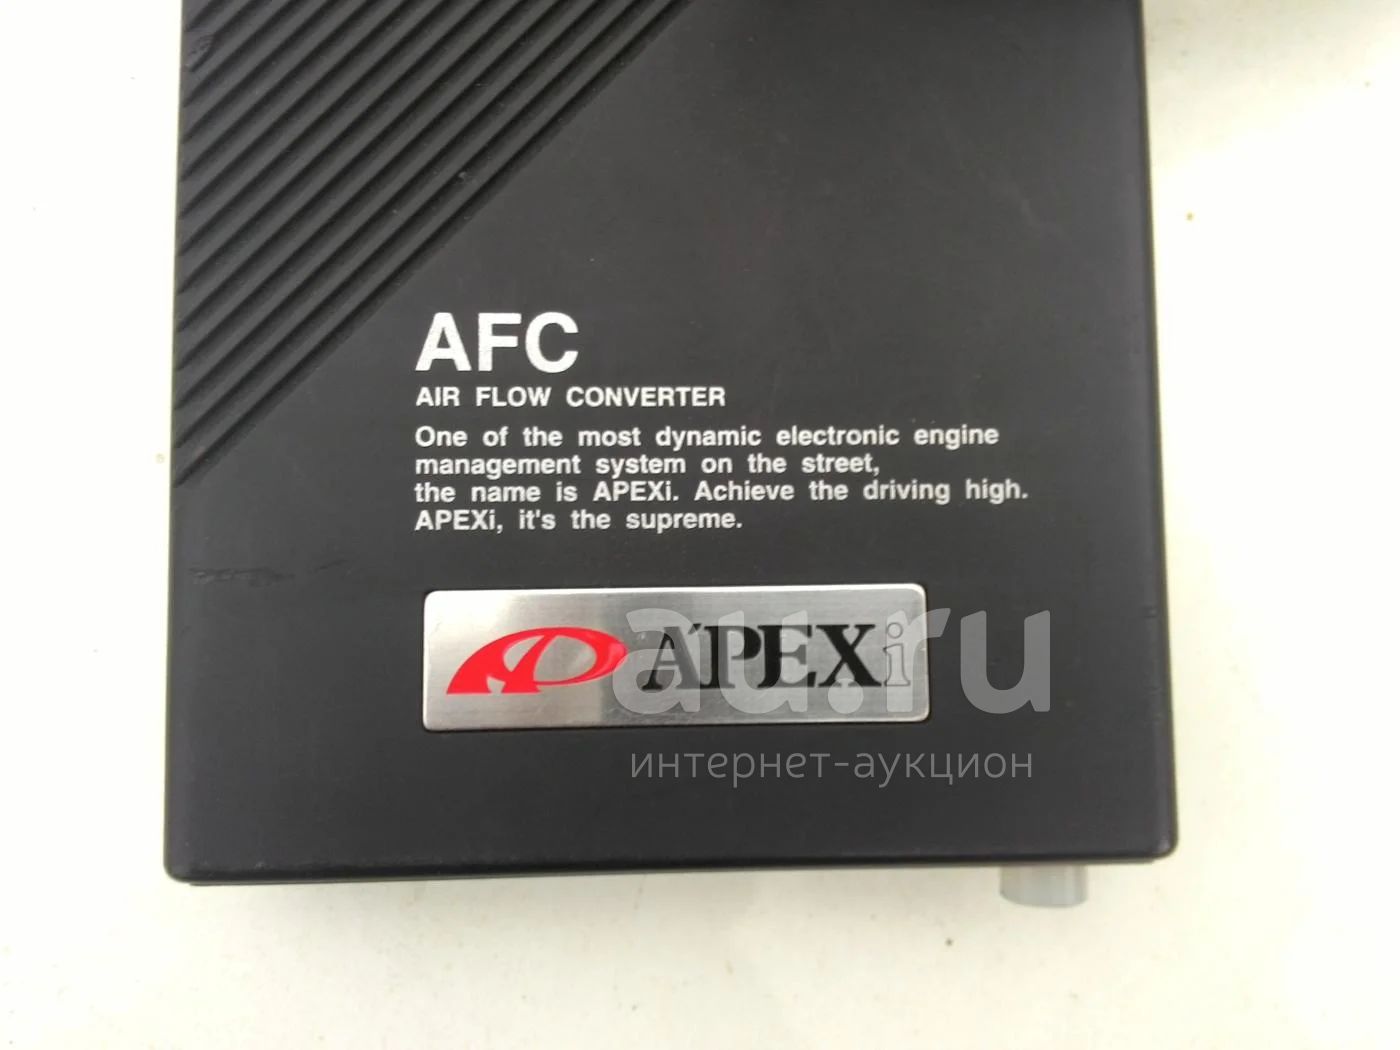 AFC
AIR FLOW CONVERTER
One of the most dynamic electronic engine
management system on the street,
the name is APEXi. Achieve the driving high.
APEXi, it's the supreme.
A'PEXi
au.ru
интернет-аукцион